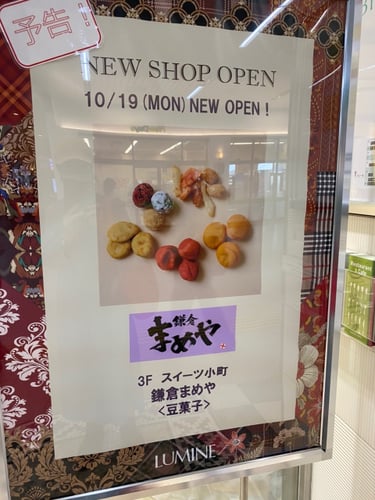 予告!
NEW SHOP OPEN
10/19(MON) NEW OPEN!
鎌倉
まめや
3F スイーツ小町
鎌倉まめや
<豆菓子>
LUMINE